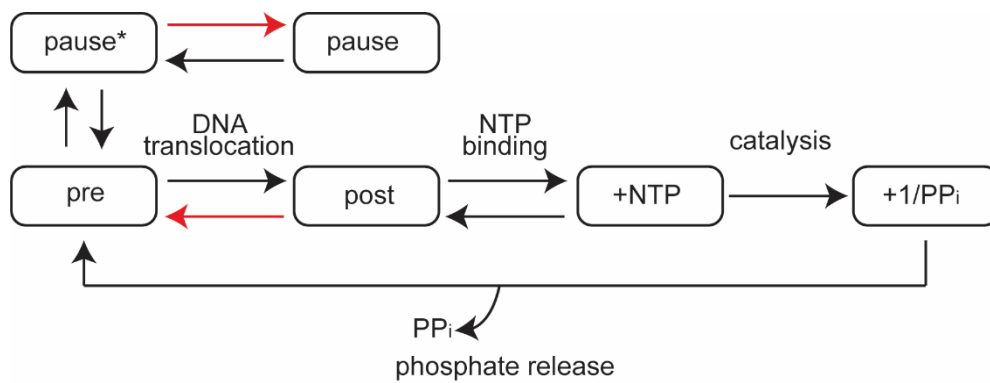 pause*
pause
DNA
translocation
NTP
binding
catalysis
pre
post
+NTP
+1/PPi
PPi
phosphate release